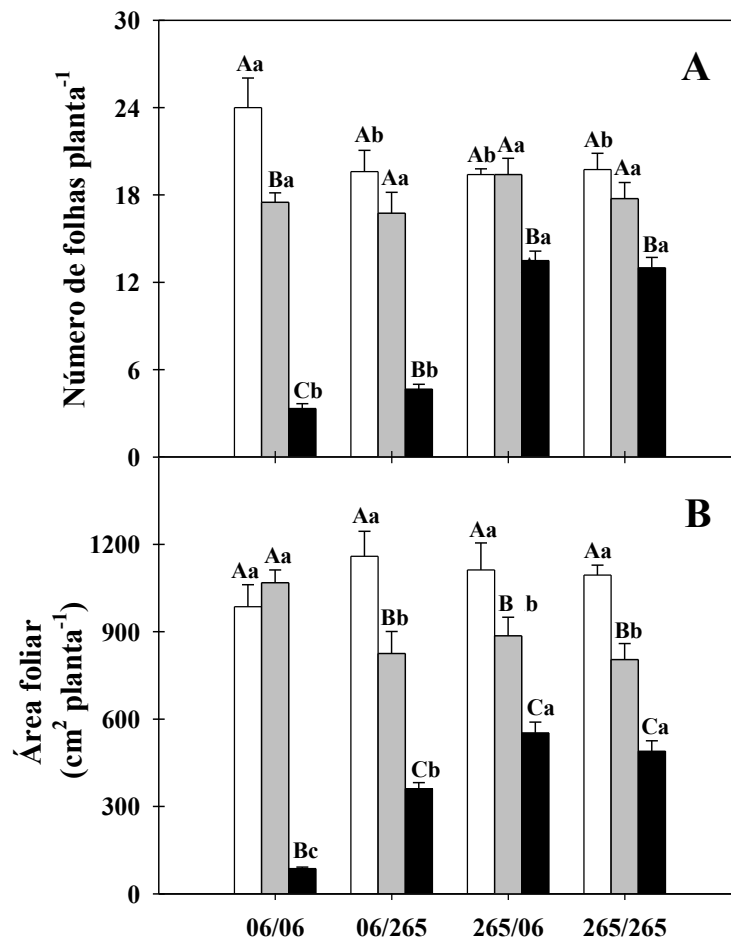 30
A
Aa
24
Ab
Ab
Aa
Ab
Aa
Ba
Aa
18
Ba
Ba
12
Bb
6
Cb
0
Número de folhas planta⁻¹
B
Aa
Aa
Aa
1200
Aa
Aa
B b
900
Bb
Bb
Ca
600
Ca
Cb
300
Bc
0
Área foliar
(cm² planta⁻¹)
06/06 06/265 265/06 265/265